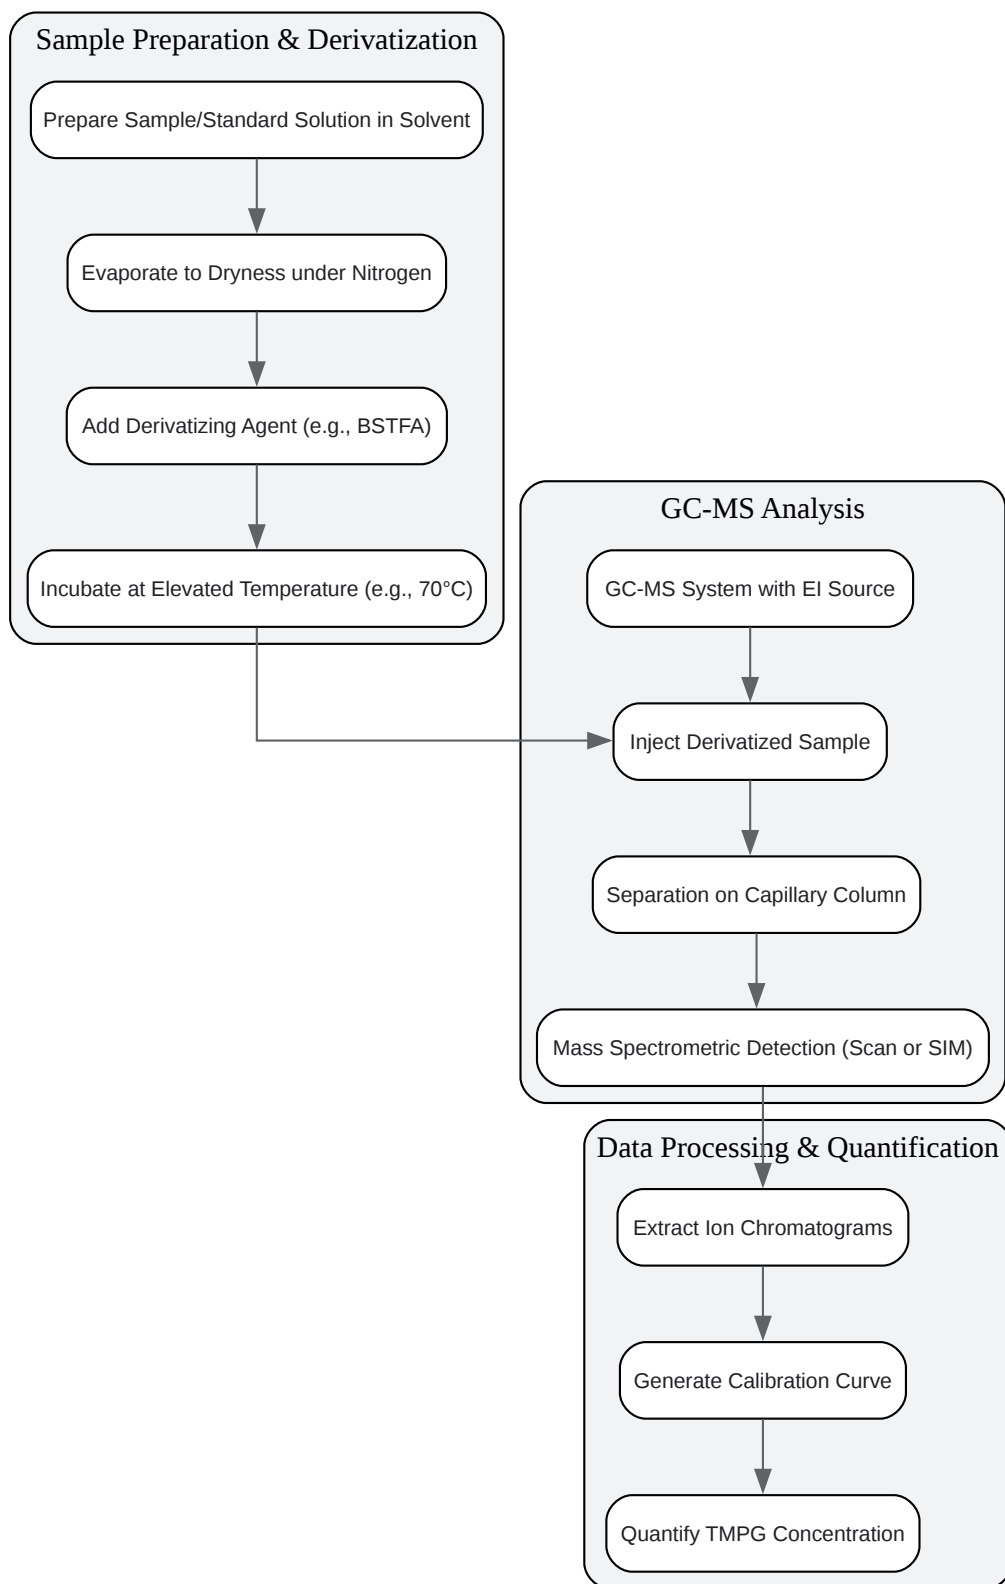 Sample Preparation & Derivatization
Prepare Sample/Standard Solution in Solvent
Evaporate to Dryness under Nitrogen
Add Derivatizing Agent (e.g., BSTFA)
Incubate at Elevated Temperature (e.g., 70°C)
GC-MS Analysis
GC-MS System with EI Source
Inject Derivatized Sample
Separation on Capillary Column
Mass Spectrometric Detection (Scan or SIM)
Data Processing & Quantification
Extract Ion Chromatograms
Generate Calibration Curve
Quantify TMPG Concentration